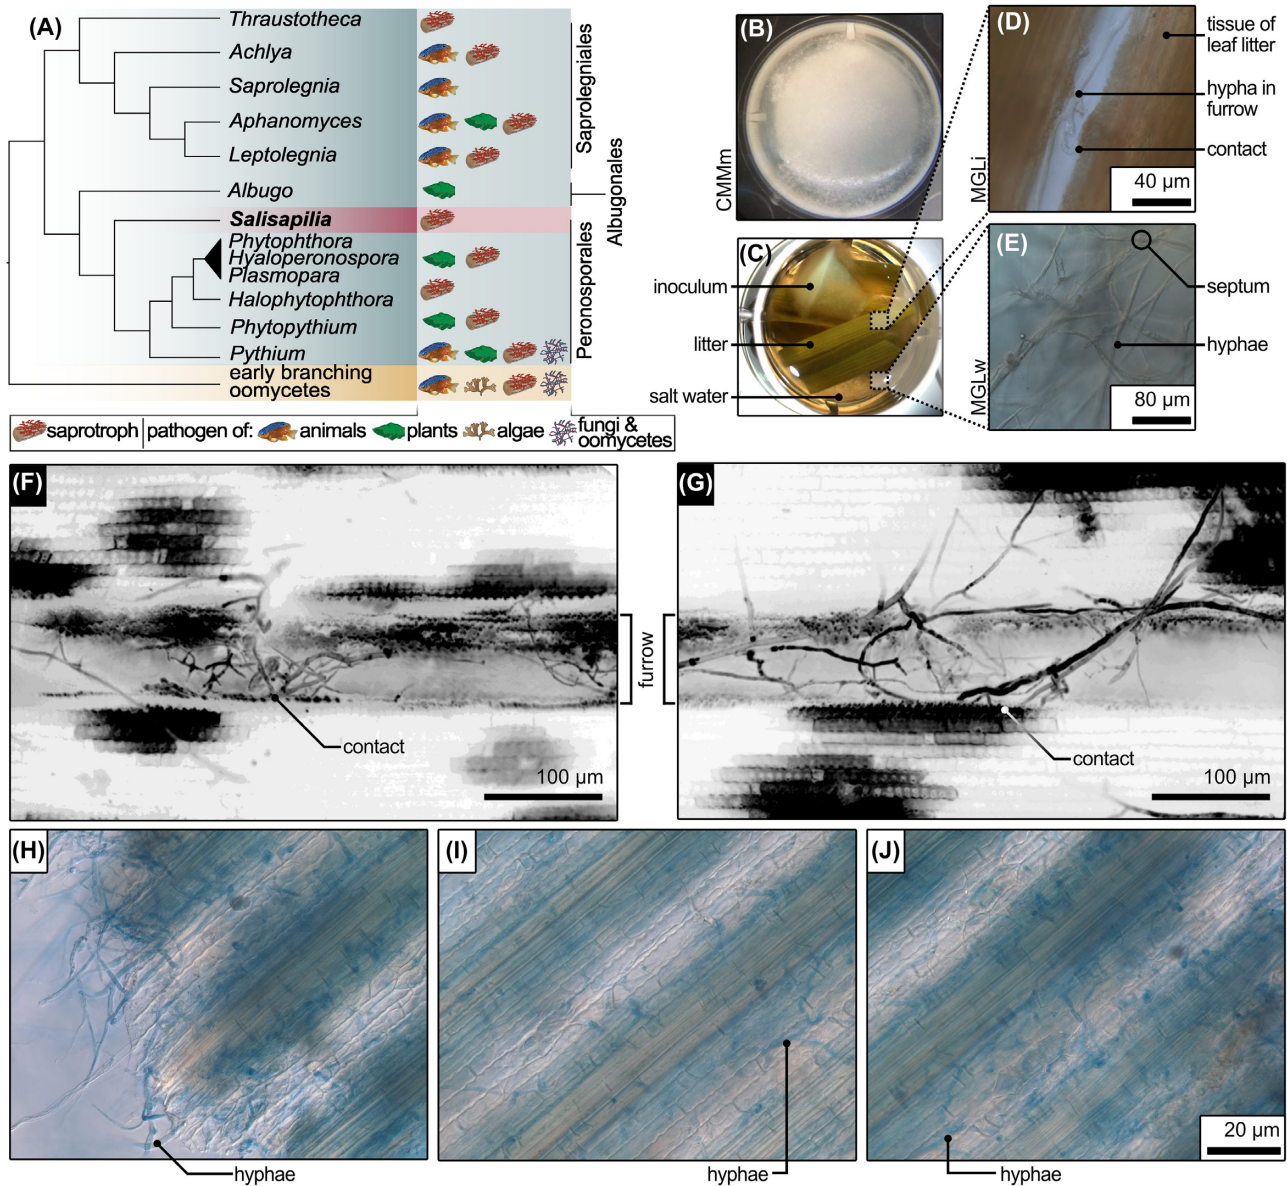 (A)
Thraustotheca
Achlya
Saprolegnia
Aphanomyces
Leptolegnia
Albugo
Salisapilia
Phytophthora
Hyaloperonospora
Plasmopara
Halophytophthora
Phytopythium
Pythium
early branching
oomycetes
Saprolegniales
Albugonales
Peronosporales
saprotroph
pathogen of:
animals
plants
algae
fungi &
oomycetes
(B)
CMMm
(C)
inoculum
litter
salt water
(D)
MGLi
tissue of
leaf litter
hypha in
furrow
contact
40 µm
(E)
MGLw
septum
hyphae
80 µm
(F)
contact
100 µm
furrow
(G)
contact
100 µm
(H)
hyphae
(I)
hyphae
(J)
hyphae
20 µm